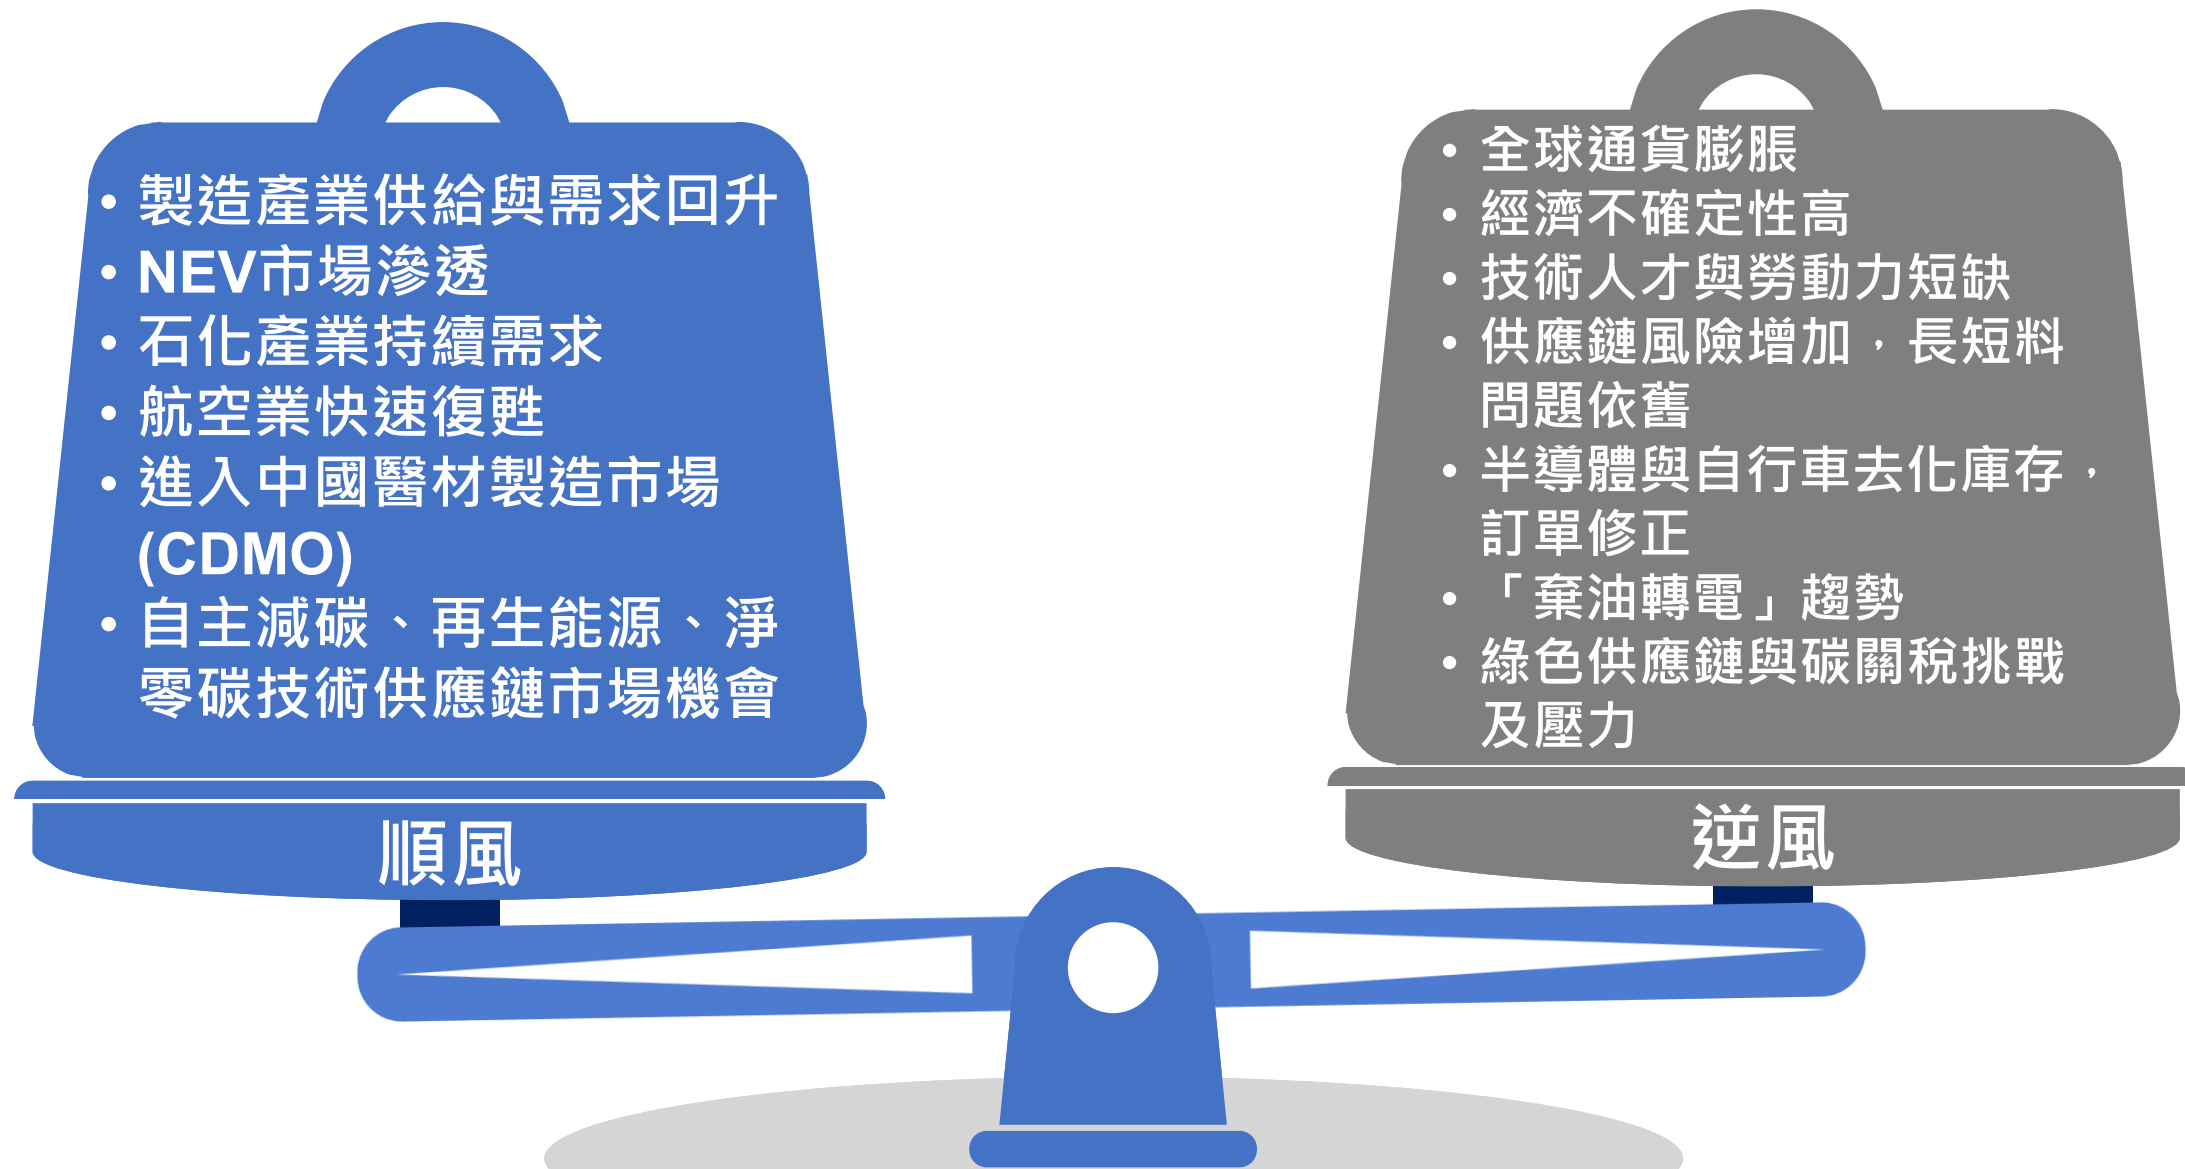 • 製造產業供給與需求回升
• NEV市場滲透
• 石化產業持續需求
• 航空業快速復甦
• 進入中國醫材製造市場
(CDMO)
• 自主減碳、再生能源、淨
零碳技術供應鏈市場機會
順風
• 全球通貨膨脹
• 經濟不確定性高
• 技術人才與勞動力短缺
• 供應鏈風險增加，長短料
問題依舊
• 半導體與自行車去化庫存，
訂單修正
• 「棄油轉電」趨勢
• 綠色供應鏈與碳關稅挑戰
及壓力
逆風